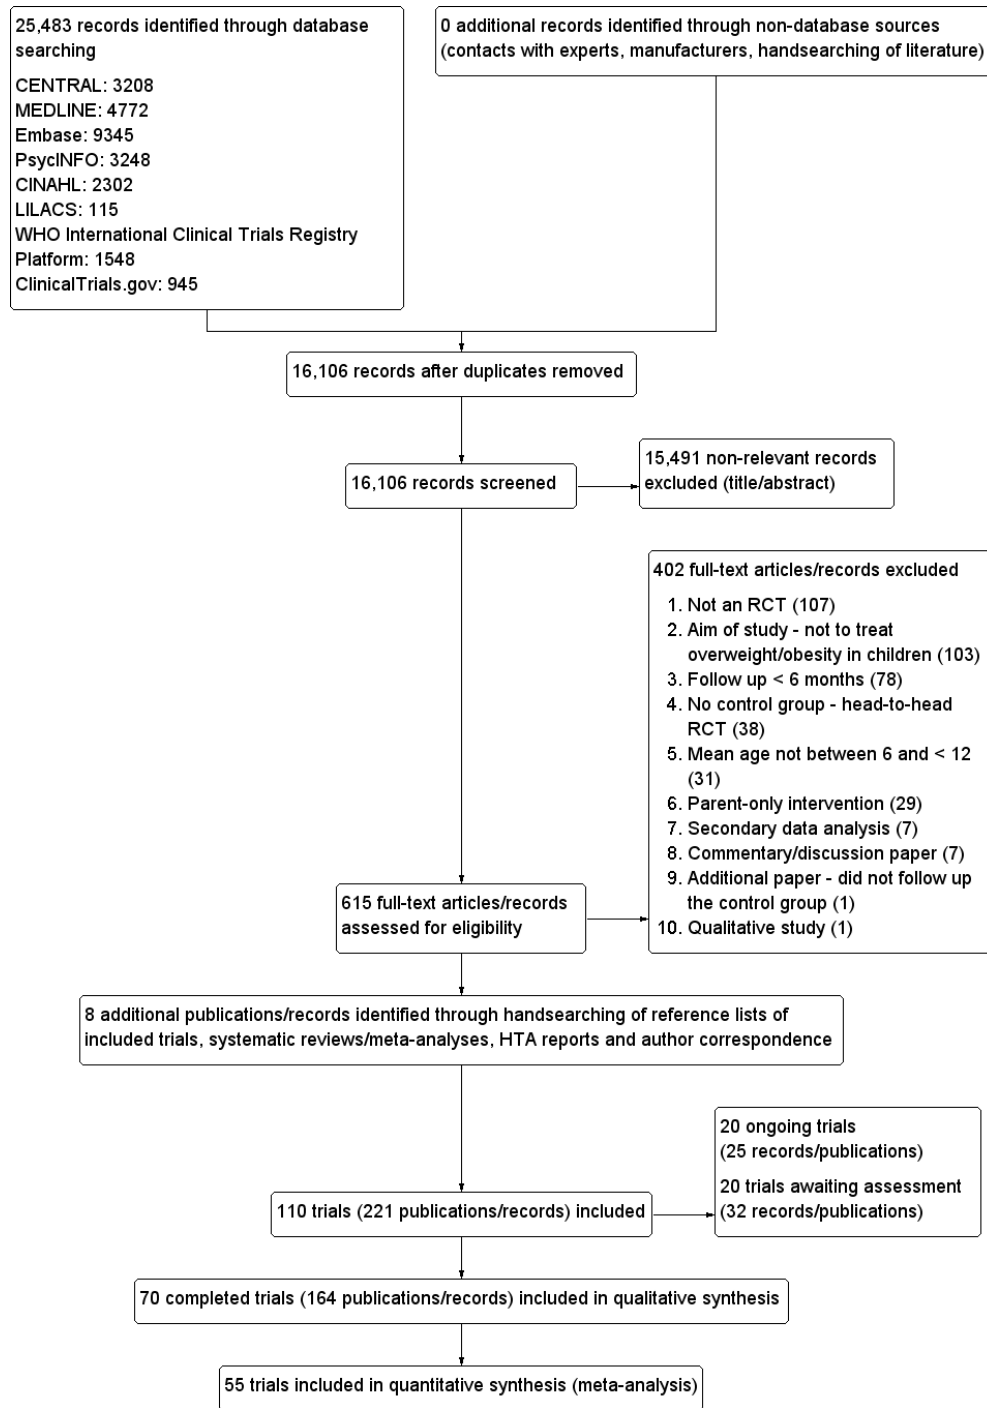 25,483 records identified through database
searching
CENTRAL: 3208
MEDLINE: 4772
Embase: 9345
PsycINFO: 3248
CINAHL: 2302
LILACS: 115
WHO International Clinical Trials Registry
Platform: 1548
ClinicalTrials.gov: 945
0 additional records identified through non-database sources
(contacts with experts, manufacturers, handsearching of literature)
16,106 records after duplicates removed
16,106 records screened
15,491 non-relevant records
excluded (title/abstract)
402 full-text articles/records excluded
1. Not an RCT (107)
2. Aim of study - not to treat
overweight/obesity in children (103)
3. Follow up < 6 months (78)
4. No control group - head-to-head
RCT (38)
5. Mean age not between 6 and < 12
(31)
6. Parent-only intervention (29)
7. Secondary data analysis (7)
8. Commentary/discussion paper (7)
9. Additional paper - did not follow up
the control group (1)
10. Qualitative study (1)
615 full-text articles/records
assessed for eligibility
8 additional publications/records identified through handsearching of reference lists of
included trials, systematic reviews/meta-analyses, HTA reports and author correspondence
20 ongoing trials
(25 records/publications)
20 trials awaiting assessment
(32 records/publications)
110 trials (221 publications/records) included
70 completed trials (164 publications/records) included in qualitative synthesis
55 trials included in quantitative synthesis (meta-analysis)